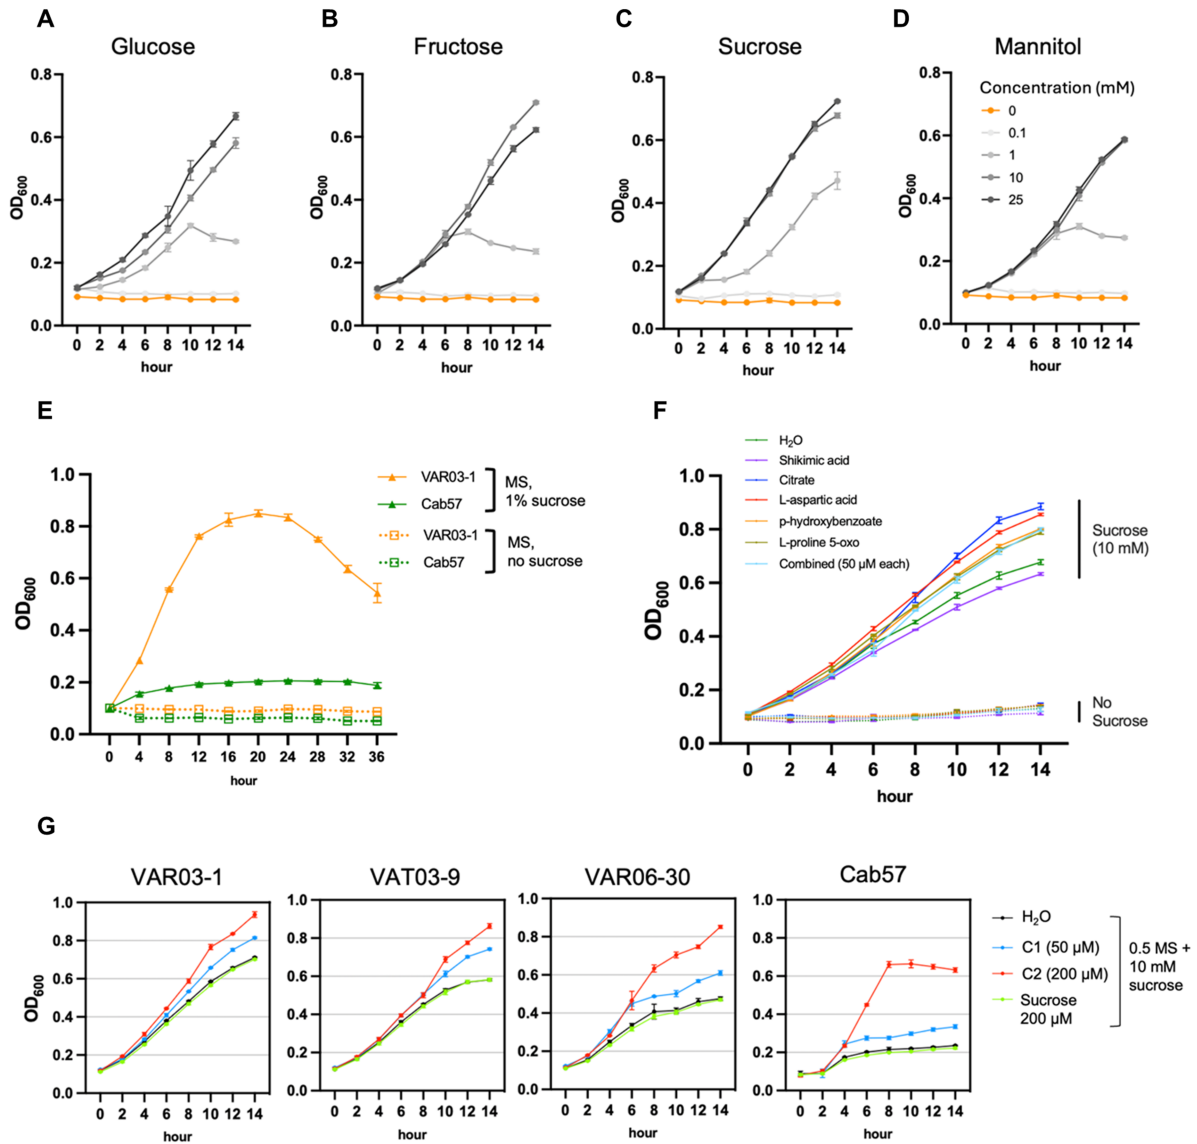 A
B
C
D
Glucose
Fructose
Sucrose
Mannitol
OD600
0.8
0.6
0.4
0.2
0.0
0 2 4 6 8 10 12 14
hour
OD600
0.8
0.6
0.4
0.2
0.0
0 2 4 6 8 10 12 14
hour
OD600
0.8
0.6
0.4
0.2
0.0
0 2 4 6 8 10 12 14
hour
OD600
0.8
0.6
0.4
0.2
0.0
0 2 4 6 8 10 12 14
hour
Concentration (mM)
0
0.1
1
10
25
E
OD600
1.0
0.8
0.6
0.4
0.2
0.0
0 4 8 12 16 20 24 28 32 36
hour
VAR03-1
Cab57
MS,
1% sucrose
VAR03-1
Cab57
MS,
no sucrose
F
H2O
Shikimic acid
Citrate
L-aspartic acid
p-hydroxybenzoate
L-proline 5-oxo
Combined (50 µM each)
OD600
1.0
0.8
0.6
0.4
0.2
0.0
0 2 4 6 8 10 12 14
hour
Sucrose
(10 mM)
No
Sucrose
G
VAR03-1
VAT03-9
VAR06-30
Cab57
OD600
1.0
0.8
0.6
0.4
0.2
0.0
0 2 4 6 8 10 12 14
hour
1.0
0.8
0.6
0.4
0.2
0.0
0 2 4 6 8 10 12 14
hour
1.0
0.8
0.6
0.4
0.2
0.0
0 2 4 6 8 10 12 14
hour
1.0
0.8
0.6
0.4
0.2
0.0
0 2 4 6 8 10 12 14
hour
H2O
C1 (50 µM)
C2 (200 µM)
Sucrose
200 µM
0.5 MS +
10 mM
sucrose